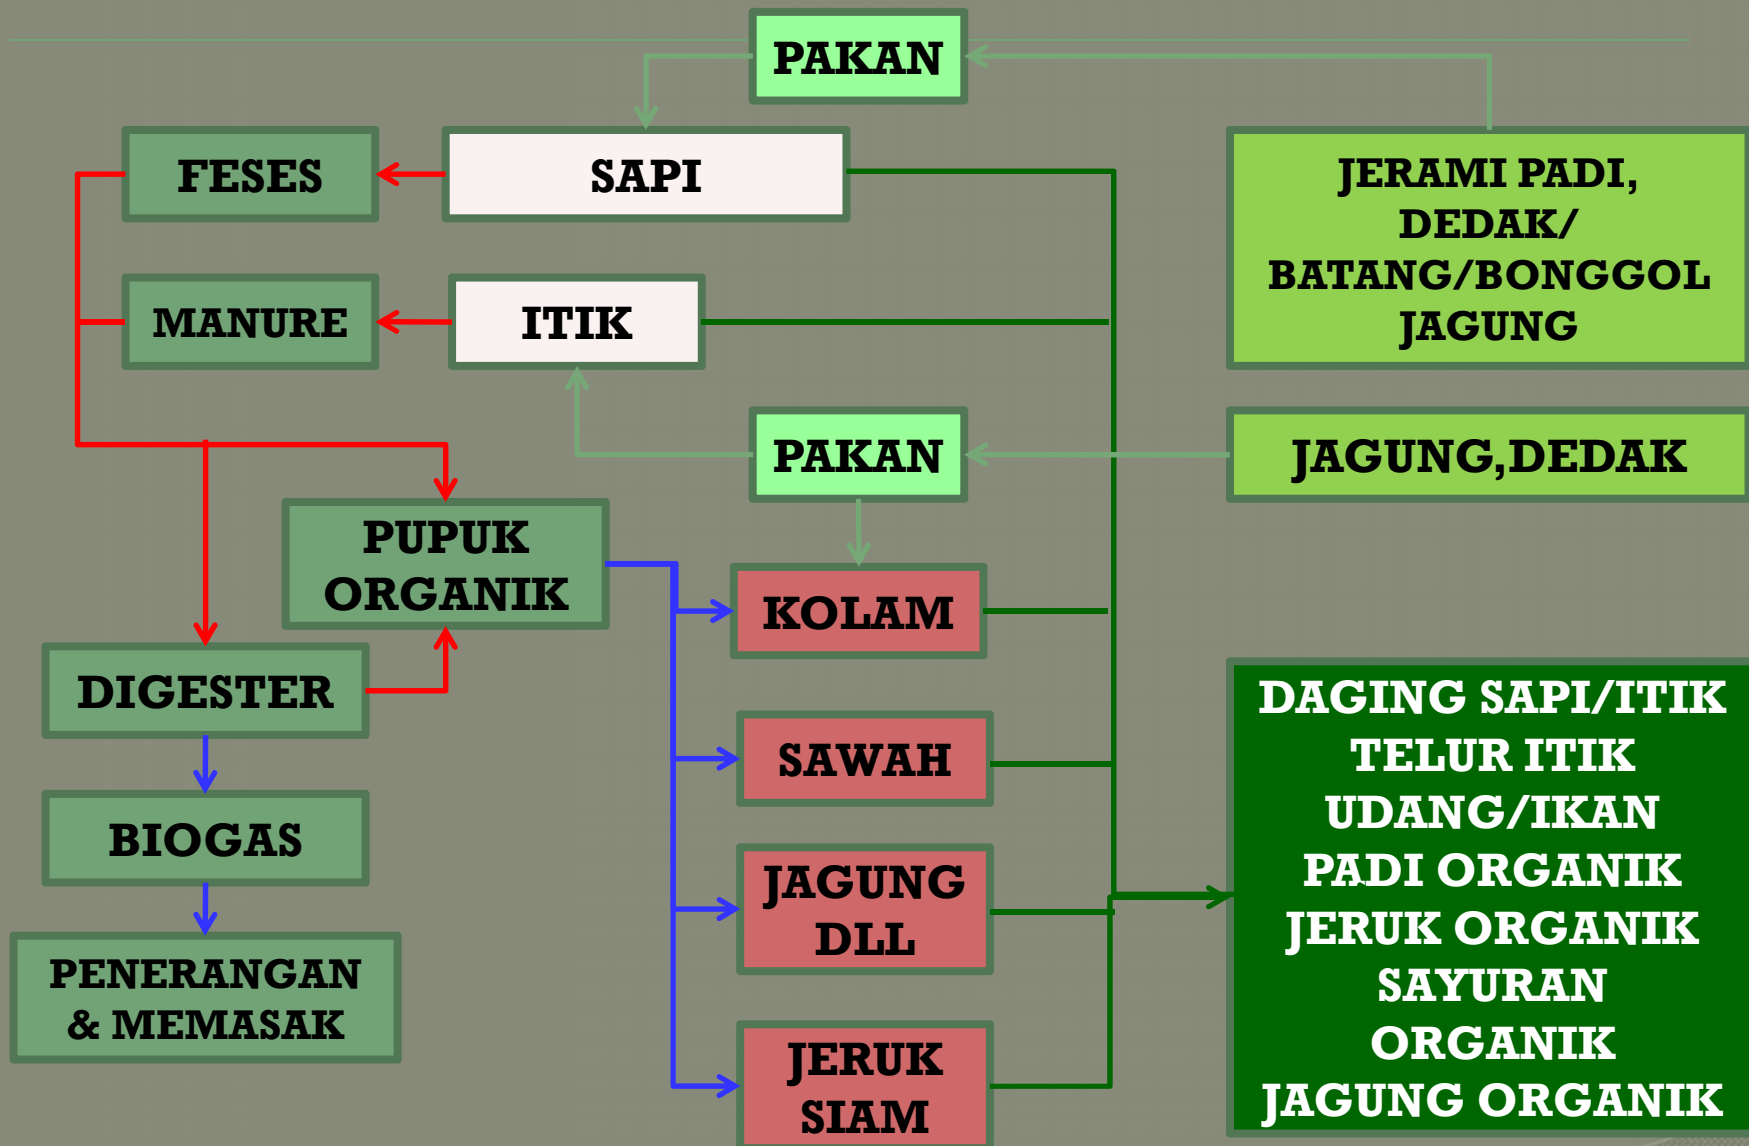 PAKAN
FESES
SAPI
JERAMI PADI,
DEDAK/
BATANG/BONGGOL
JAGUNG
MANURE
ITIK
PAKAN
JAGUNG,DEDAK
PUPUK
ORGANIK
KOLAM
DIGESTER
DAGING SAPI/ITIK
TELUR ITIK
UDANG/IKAN
PADI ORGANIK
JERUK ORGANIK
SAYURAN
ORGANIK
JAGUNG ORGANIK
SAWAH
BIOGAS
JAGUNG
DLL
PENERANGAN
& MEMASAK
JERUK
SIAM